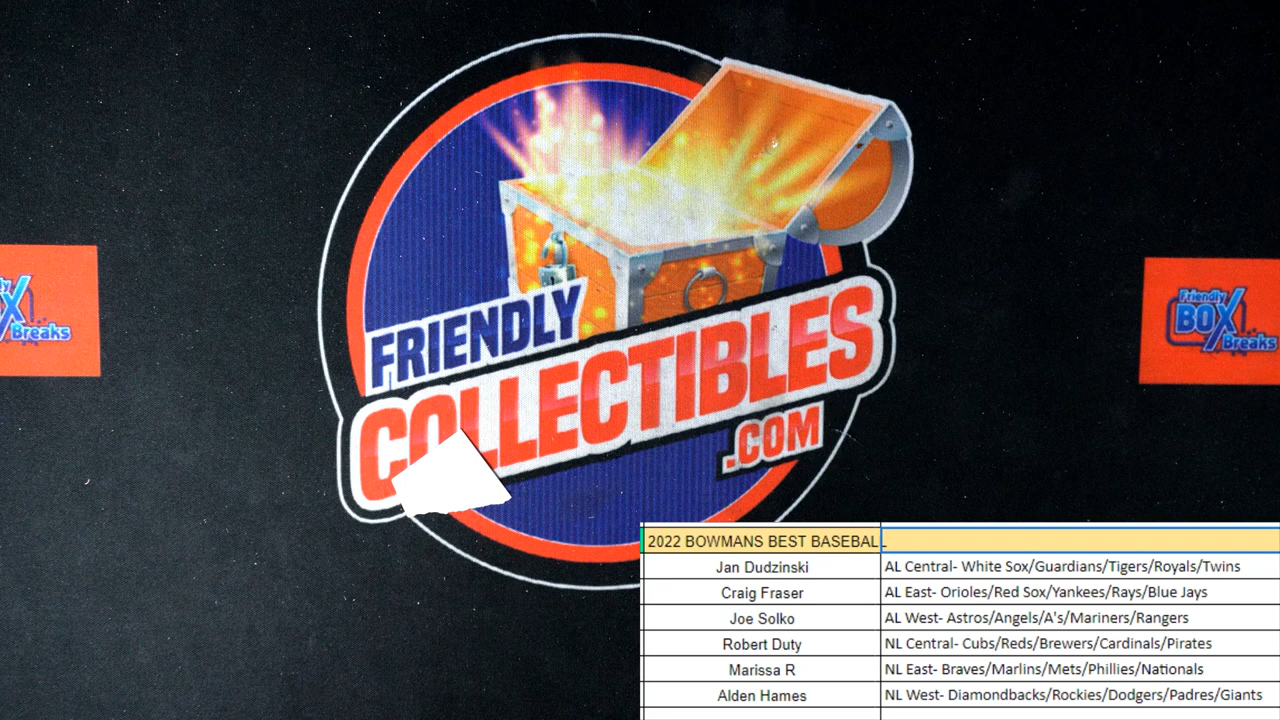 FRIENDLY
COLLECTIBLES
.COM
ly
X
Breaks
Friendly
BOX
Breaks
2022 BOWMANS BEST BASEBALL
Jan Dudzinski AL Central- White Sox/Guardians/Tigers/Royals/Twins
Craig Fraser AL East- Orioles/Red Sox/Yankees/Rays/Blue Jays
Joe Solko AL West- Astros/Angels/A's/Mariners/Rangers
Robert Duty NL Central- Cubs/Reds/Brewers/Cardinals/Pirates
Marissa R NL East- Braves/Marlins/Mets/Phillies/Nationals
Alden Hames NL West- Diamondbacks/Rockies/Dodgers/Padres/Giants